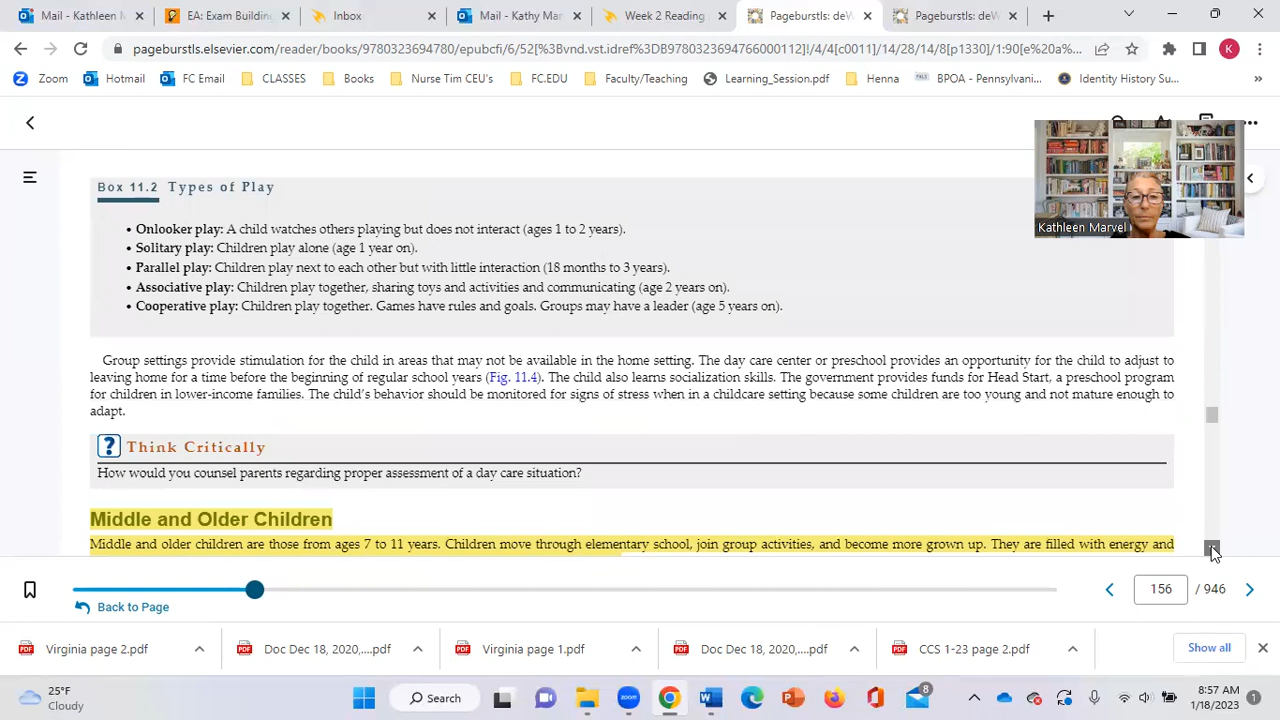 Mail - Kathleen M
EA: Exam Building
Inbox
Mail - Kathy Mar
Week 2 Reading
Pageburstls: deW
Pageburstls: deW
pageburstls.elsevier.com/reader/books/9780323694780/epubcfi/6/52[%3Bvnd.vst.idref%3DB9780323694776000112]!/4/4[c0011]/14/28/14/8[p1330]/1:90[e%20a%...
K
Zoom
Hotmail
FC Email
CLASSES
Books
Nurse Tim CEU's
FC.EDU
Faculty/Teaching
Learning_Session.pdf
Henna
BPOA - Pennsylvani...
Identity History Su...
Kathleen Marvel
Box 11.2 Types of Play
• Onlooker play: A child watches others playing but does not interact (ages 1 to 2 years).
• Solitary play: Children play alone (age 1 year on).
• Parallel play: Children play next to each other but with little interaction (18 months to 3 years).
• Associative play: Children play together, sharing toys and activities and communicating (age 2 years on).
• Cooperative play: Children play together. Games have rules and goals. Groups may have a leader (age 5 years on).
Group settings provide stimulation for the child in areas that may not be available in the home setting. The day care center or preschool provides an opportunity for the child to adjust to
leaving home for a time before the beginning of regular school years (Fig. 11.4). The child also learns socialization skills. The government provides funds for Head Start, a preschool program
for children in lower-income families. The child's behavior should be monitored for signs of stress when in a childcare setting because some children are too young and not mature enough to
adapt.
? Think Critically
How would you counsel parents regarding proper assessment of a day care situation?
Middle and Older Children
Middle and older children are those from ages 7 to 11 years. Children move through elementary school, join group activities, and become more grown up. They are filled with energy and
156 / 946
Back to Page
Virginia page 2.pdf
Doc Dec 18, 2020,....pdf
Virginia page 1.pdf
Doc Dec 18, 2020,....pdf
CCS 1-23 page 2.pdf
Show all
25°F
Cloudy
Search
8
8:57 AM
1/18/2023
1